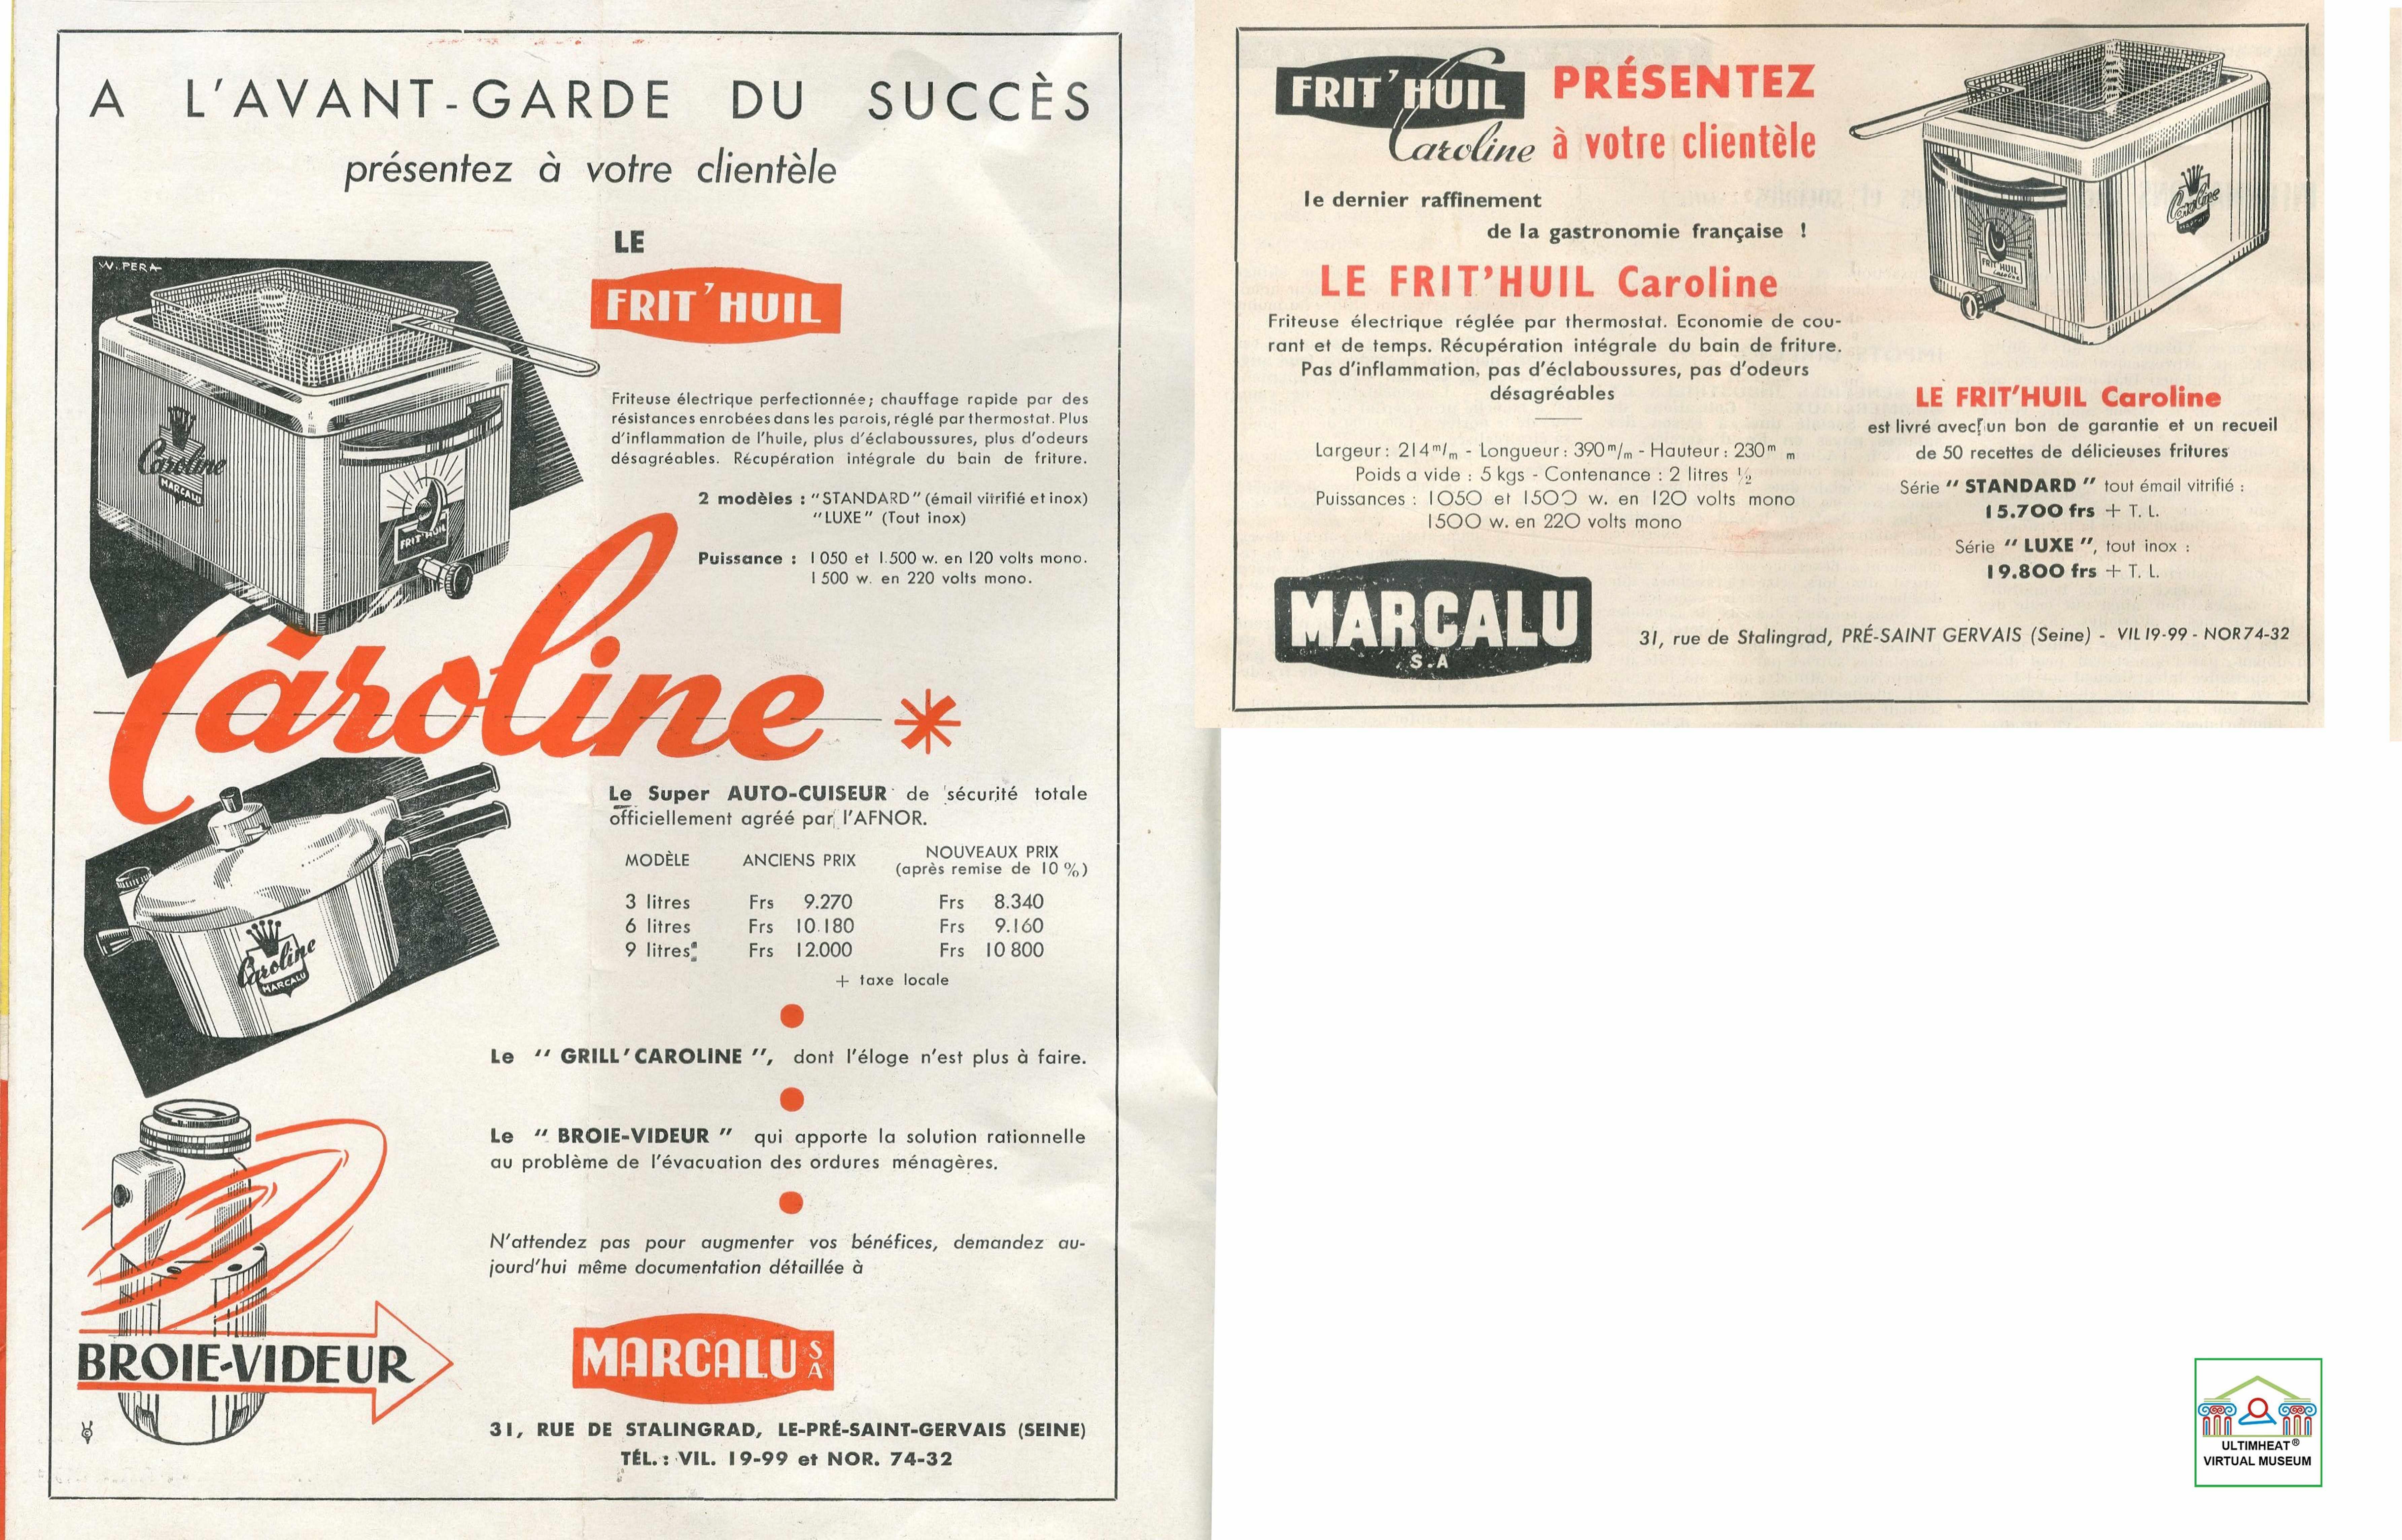 A L'AVANT-GARDE DU SUCCÈS
présentez à votre clientèle
W. PERA
LE
FRIT'HUIL
Friteuse électrique perfectionnée; chauffage rapide par des
résistances enrobées dans les parois, réglé par thermostat. Plus
d'inflammation de l'huile, plus d'éclaboussures, plus d'odeurs
désagréables. Récupération intégrale du bain de friture.
2 modèles : "STANDARD" (émail vitrifié et inox)
"LUXE" (Tout inox)
Puissance : 1 050 et 1.500 w. en 120 volts mono.
1 500 w. en 220 volts mono.
Caroline
MARCALU
FRIT'HUIL
Caroline *
Le Super AUTO-CUISEUR de sécurité totale
officiellement agréé par l'AFNOR.
MODÈLE ANCIENS PRIX NOUVEAUX PRIX
(après remise de 10 %)
3 litres Frs 9.270 Frs 8.340
6 litres Frs 10.180 Frs 9.160
9 litres Frs 12.000 Frs 10 800
+ taxe locale
Caroline
MARCALU
Le " GRILL'CAROLINE ", dont l'éloge n'est plus à faire.
Le " BROIE-VIDEUR " qui apporte la solution rationnelle
au problème de l'évacuation des ordures ménagères.
N'attendez pas pour augmenter vos bénéfices, demandez au-
jourd'hui même documentation détaillée à
BROIE-VIDEUR
MARCALU SA
31, RUE DE STALINGRAD, LE-PRÉ-SAINT-GERVAIS (SEINE)
TÉL. : VIL. 19-99 et NOR. 74-32
FRIT'HUIL
Caroline
PRÉSENTEZ
à votre clientèle
le dernier raffinement
de la gastronomie française !
LE FRIT'HUIL Caroline
Friteuse électrique réglée par thermostat. Economie de cou-
rant et de temps. Récupération intégrale du bain de friture.
Pas d'inflammation, pas d'éclaboussures, pas d'odeurs
désagréables
Largeur : 214 m/m - Longueur : 390 m/m - Hauteur : 230 m m
Poids a vide : 5 kgs - Contenance : 2 litres ½
Puissances : 1050 et 1500 w. en 120 volts mono
1500 w. en 220 volts mono
Caroline
FRIT'HUIL
Caroline
LE FRIT'HUIL Caroline
est livré avec un bon de garantie et un recueil
de 50 recettes de délicieuses fritures
Série " STANDARD " tout émail vitrifié :
15.700 frs + T. L.
Série " LUXE ", tout inox :
19.800 frs + T. L.
MARCALU
S.A
31, rue de Stalingrad, PRÉ-SAINT GERVAIS (Seine) - VIL 19-99 - NOR 74-32
ULTIMHEAT®
VIRTUAL MUSEUM